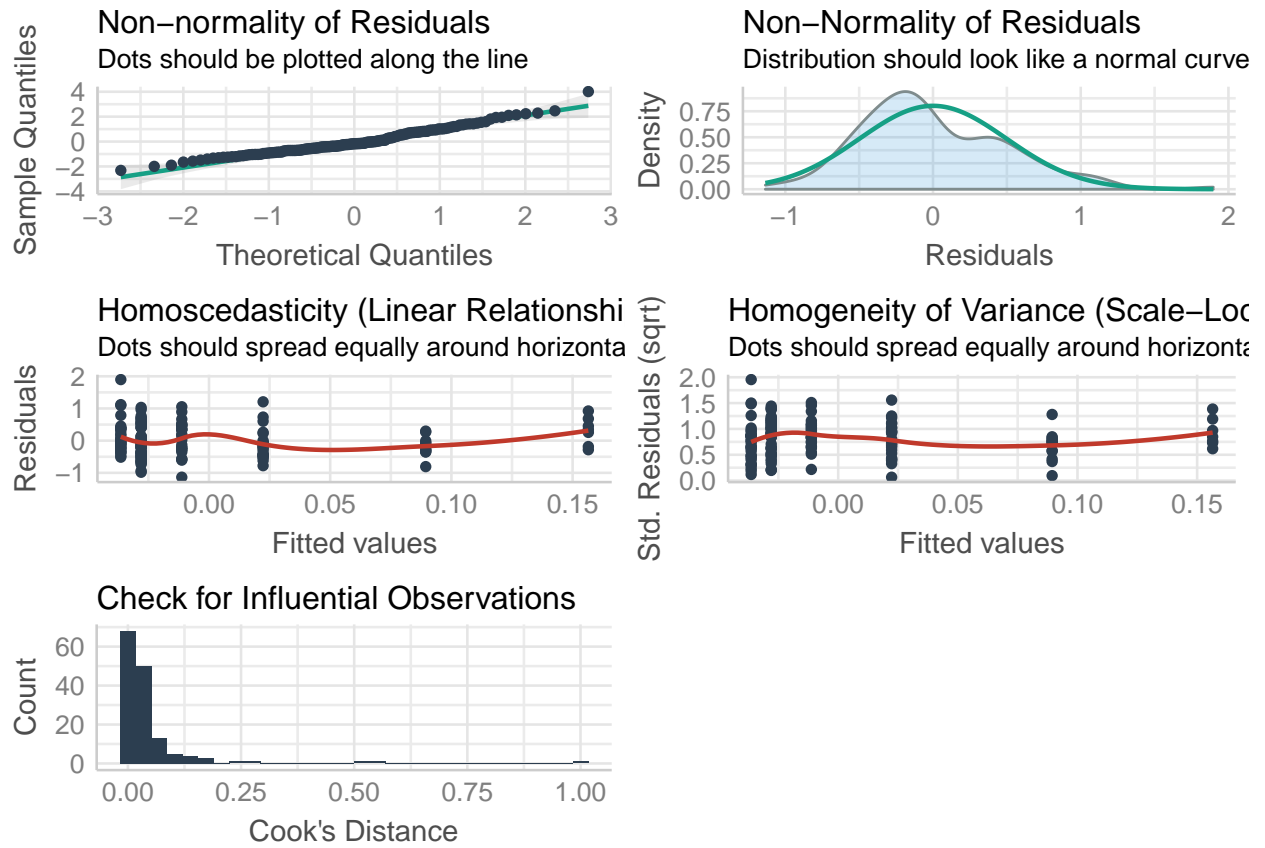 Non−normality of Residuals
Dots should be plotted along the line
Sample Quantiles
4
2
0
−2
−4
−3
−2
−1
0
1
2
3
Theoretical Quantiles
Non−Normality of Residuals
Distribution should look like a normal curve
Density
0.75
0.50
0.25
0.00
−1
0
1
2
Residuals
Homoscedasticity (Linear Relationshi
Dots should spread equally around horizonta
Residuals
2
1
0
−1
0.00
0.05
0.10
0.15
Fitted values
Homogeneity of Variance (Scale−Loc
Dots should spread equally around horizonta
Std. Residuals (sqrt)
2.0
1.5
1.0
0.5
0.0
0.00
0.05
0.10
0.15
Fitted values
Check for Influential Observations
Count
60
40
20
0
0.00
0.25
0.50
0.75
1.00
Cook's Distance